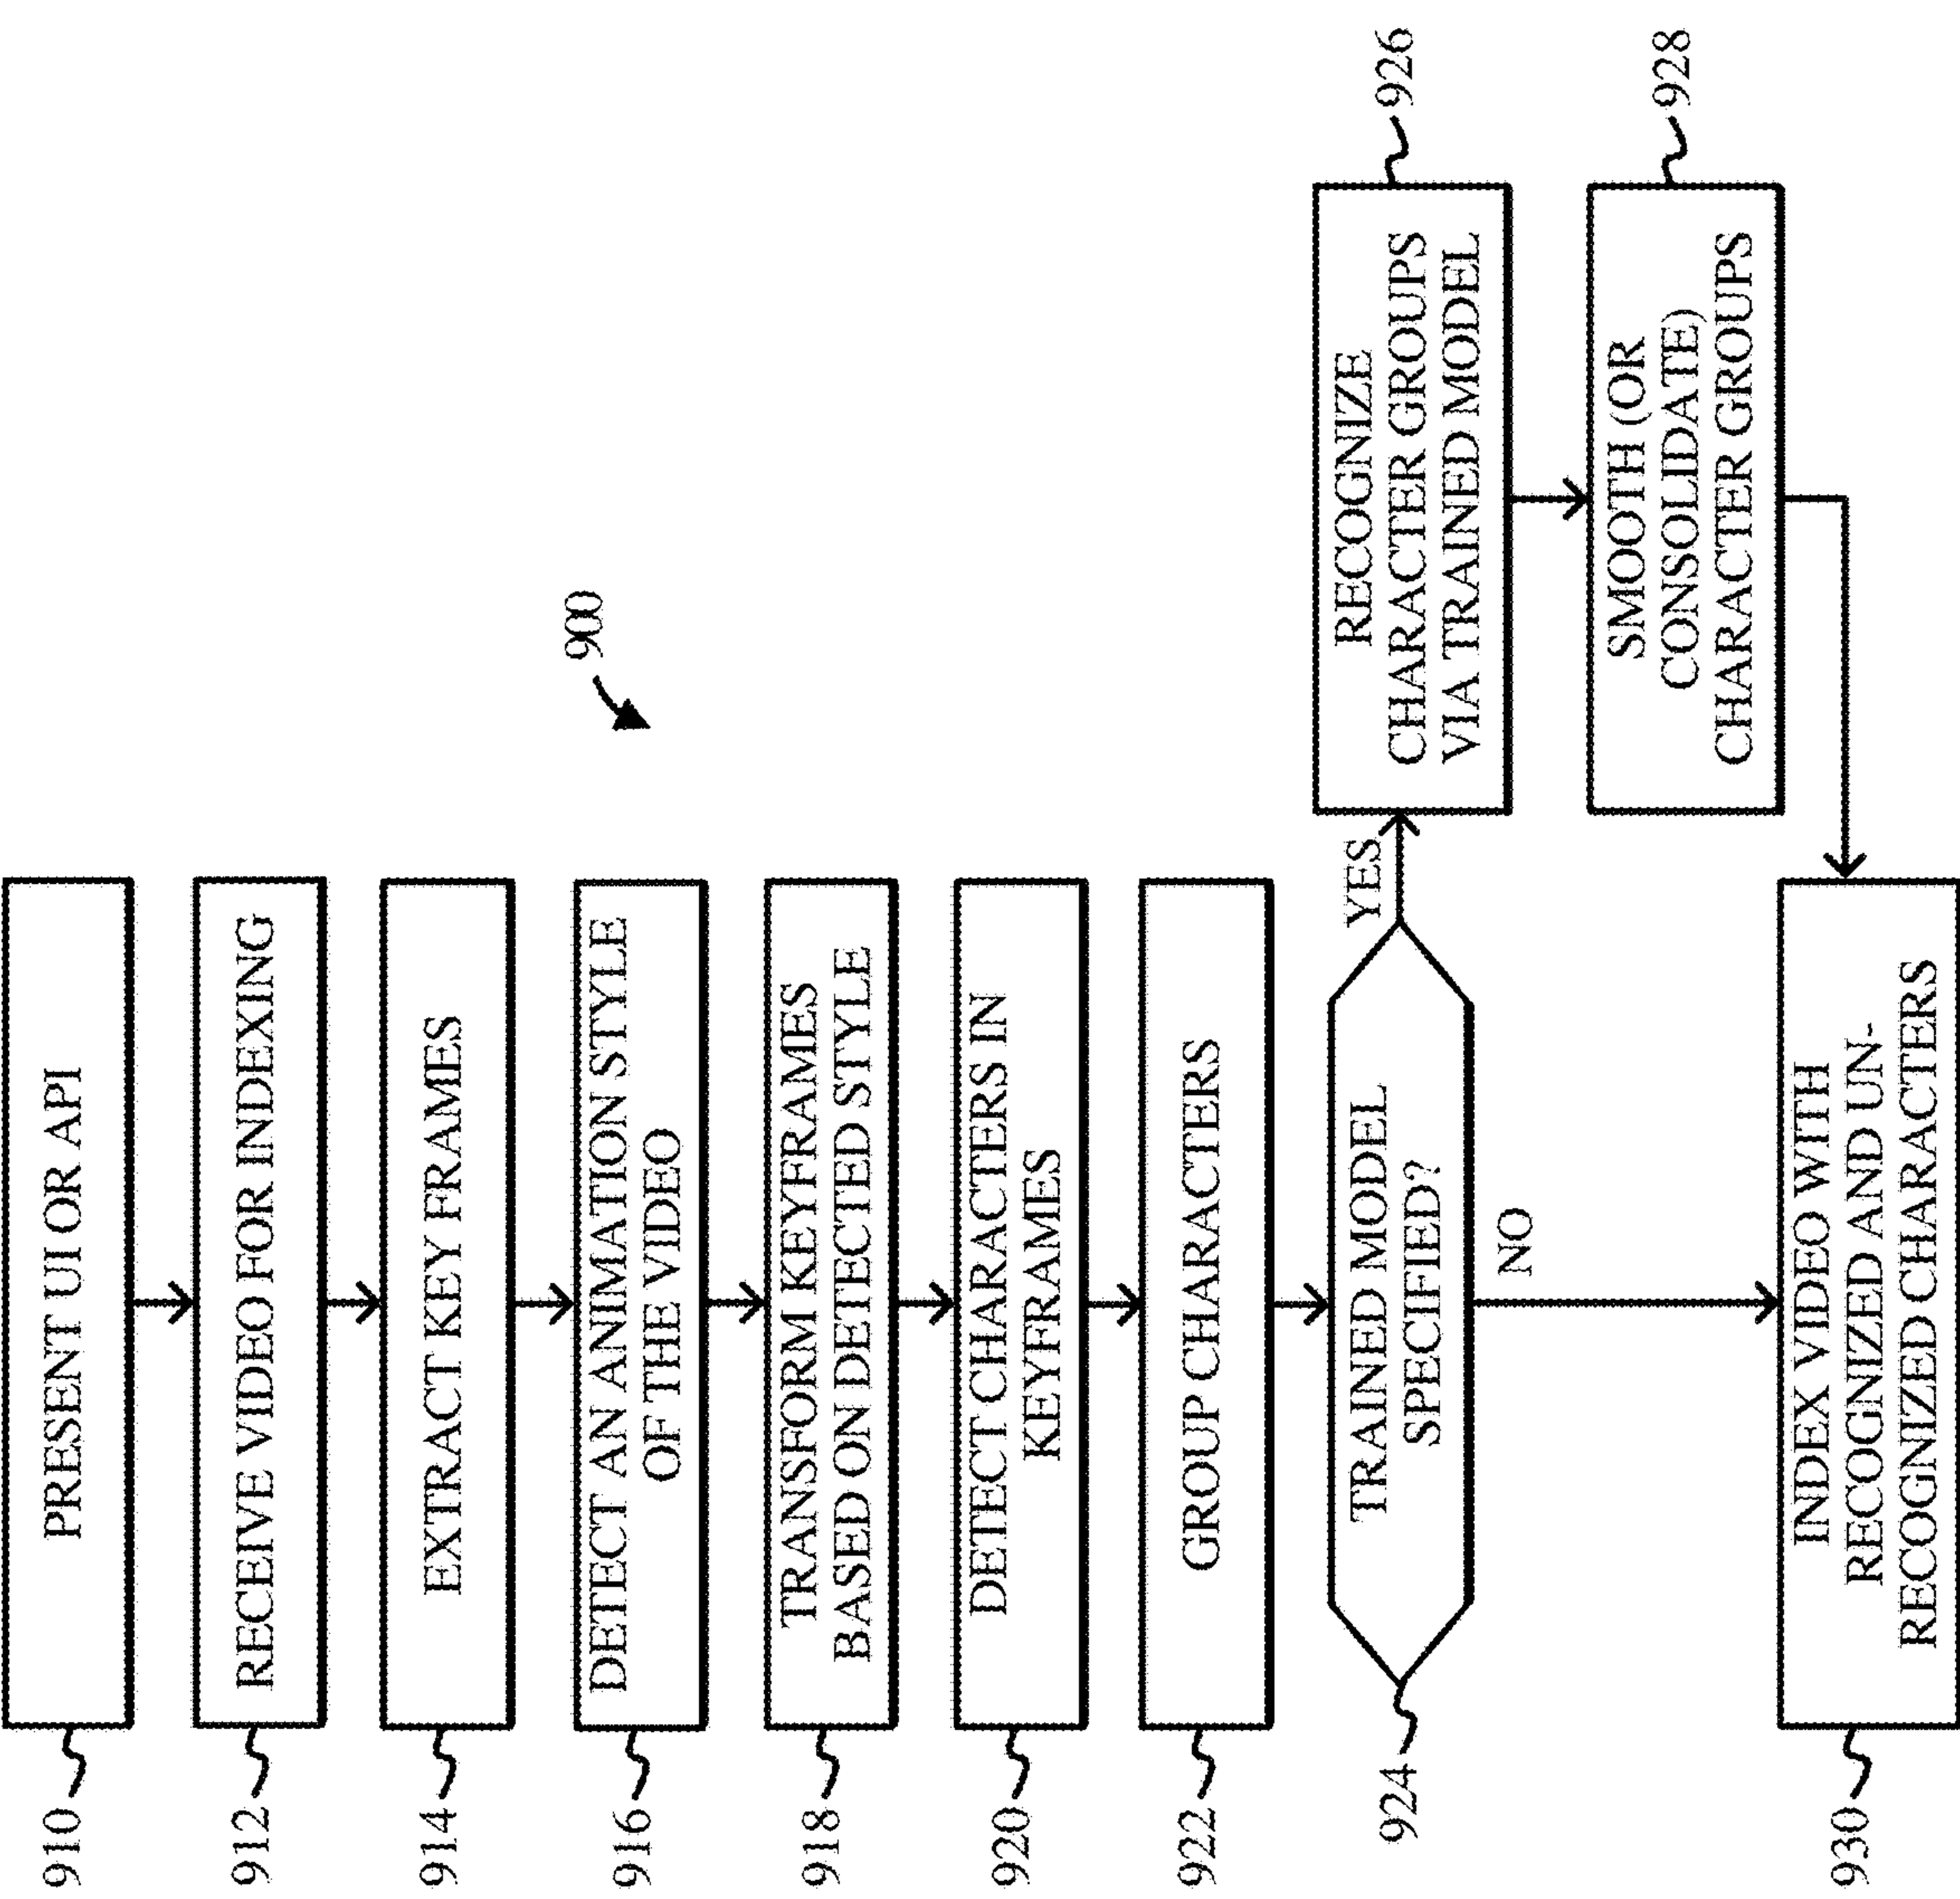 900
910
PRESENT UI OR API
912
RECEIVE VIDEO FOR INDEXING
914
EXTRACT KEY FRAMES
916
DETECT AN ANIMATION STYLE
OF THE VIDEO
918
TRANSFORM KEYFRAMES
BASED ON DETECTED STYLE
920
DETECT CHARACTERS IN
KEYFRAMES
922
GROUP CHARACTERS
924
TRAINED MODEL
SPECIFIED?
YES
NO
RECOGNIZE
CHARACTER GROUPS
VIA TRAINED MODEL
926
SMOOTH (OR
CONSOLIDATE)
CHARACTER GROUPS
928
930
INDEX VIDEO WITH
RECOGNIZED AND UN-
RECOGNIZED CHARACTERS